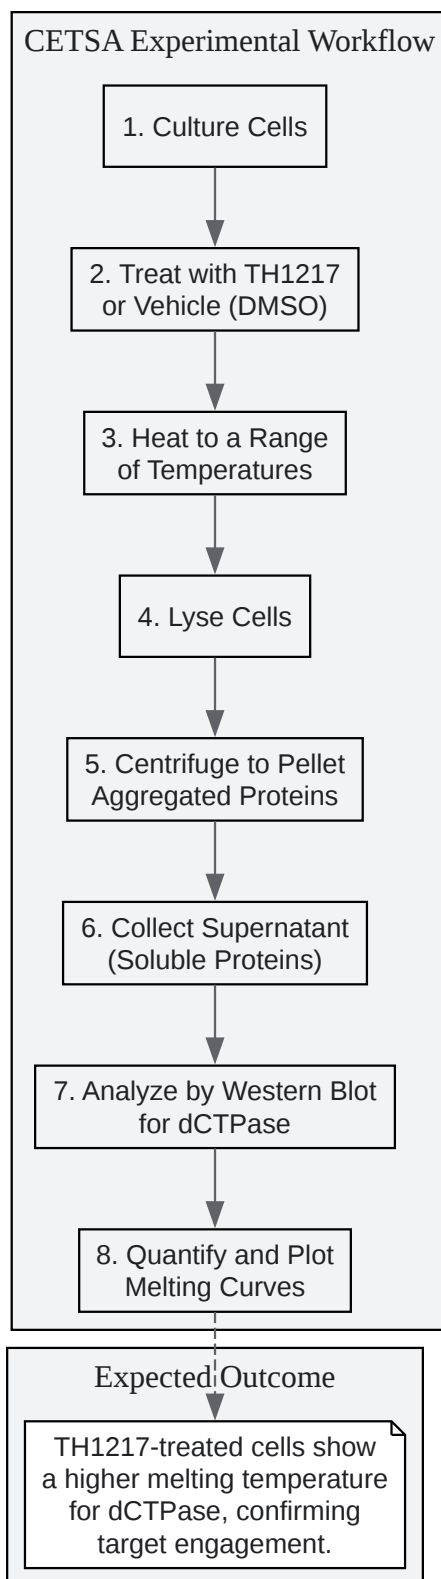 CETSA Experimental Workflow
1. Culture Cells
2. Treat with TH1217
or Vehicle (DMSO)
3. Heat to a Range
of Temperatures
4. Lyse Cells
5. Centrifuge to Pellet
Aggregated Proteins
6. Collect Supernatant
(Soluble Proteins)
7. Analyze by Western Blot
for dCTPase
8. Quantify and Plot
Melting Curves
Expected Outcome
TH1217-treated cells show
a higher melting temperature
for dCTPase, confirming
target engagement.